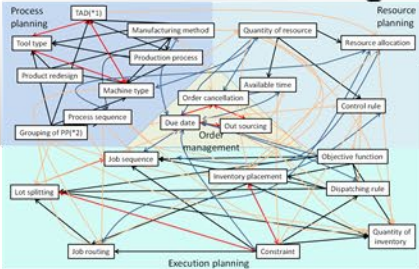 Process
planning
TAD(*1)
Manufacturing method
Quantity of resource
Resource
planning
Tool type
Resource allocation
Production process
Product redesign
Machine type
Available time
Order cancellation
Control rule
Process sequence
Due date
Out sourcing
Grouping of PP(*2)
Order
management
Job sequence
Objective function
Inventory placement
Lot splitting
Dispatching rule
Quantity of
inventory
Job routing
Constraint
Execution planning